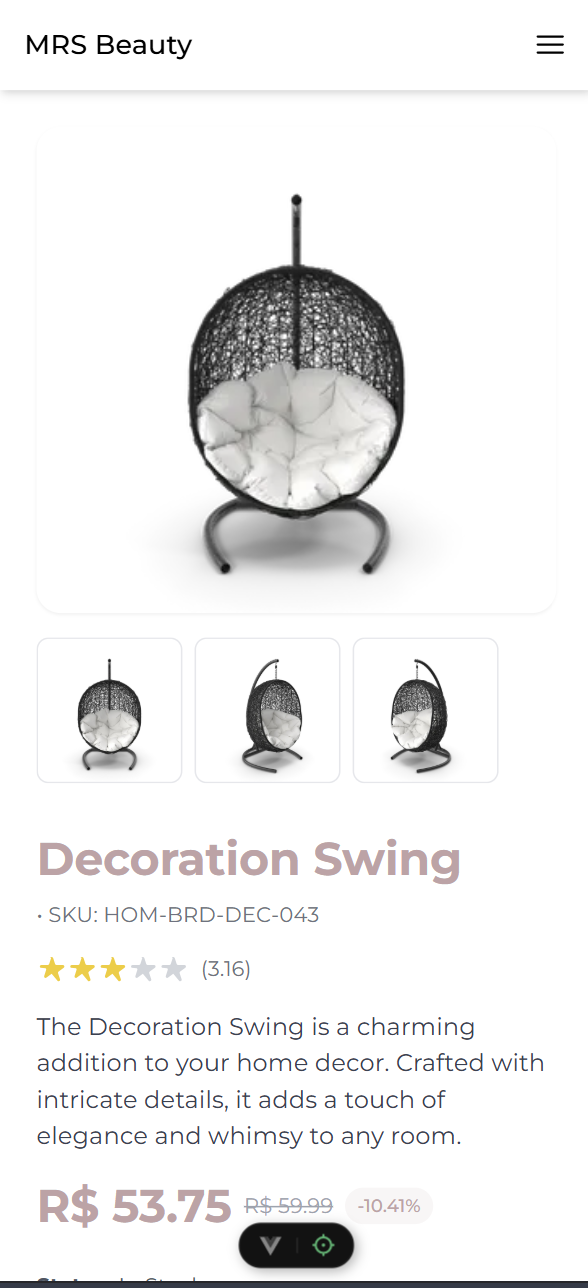 MRS Beauty
Decoration Swing
• SKU: HOM-BRD-DEC-043
(3.16)
The Decoration Swing is a charming
addition to your home decor. Crafted with
intricate details, it adds a touch of
elegance and whimsy to any room.
R$ 53.75 R$ 59.99 -10.41%